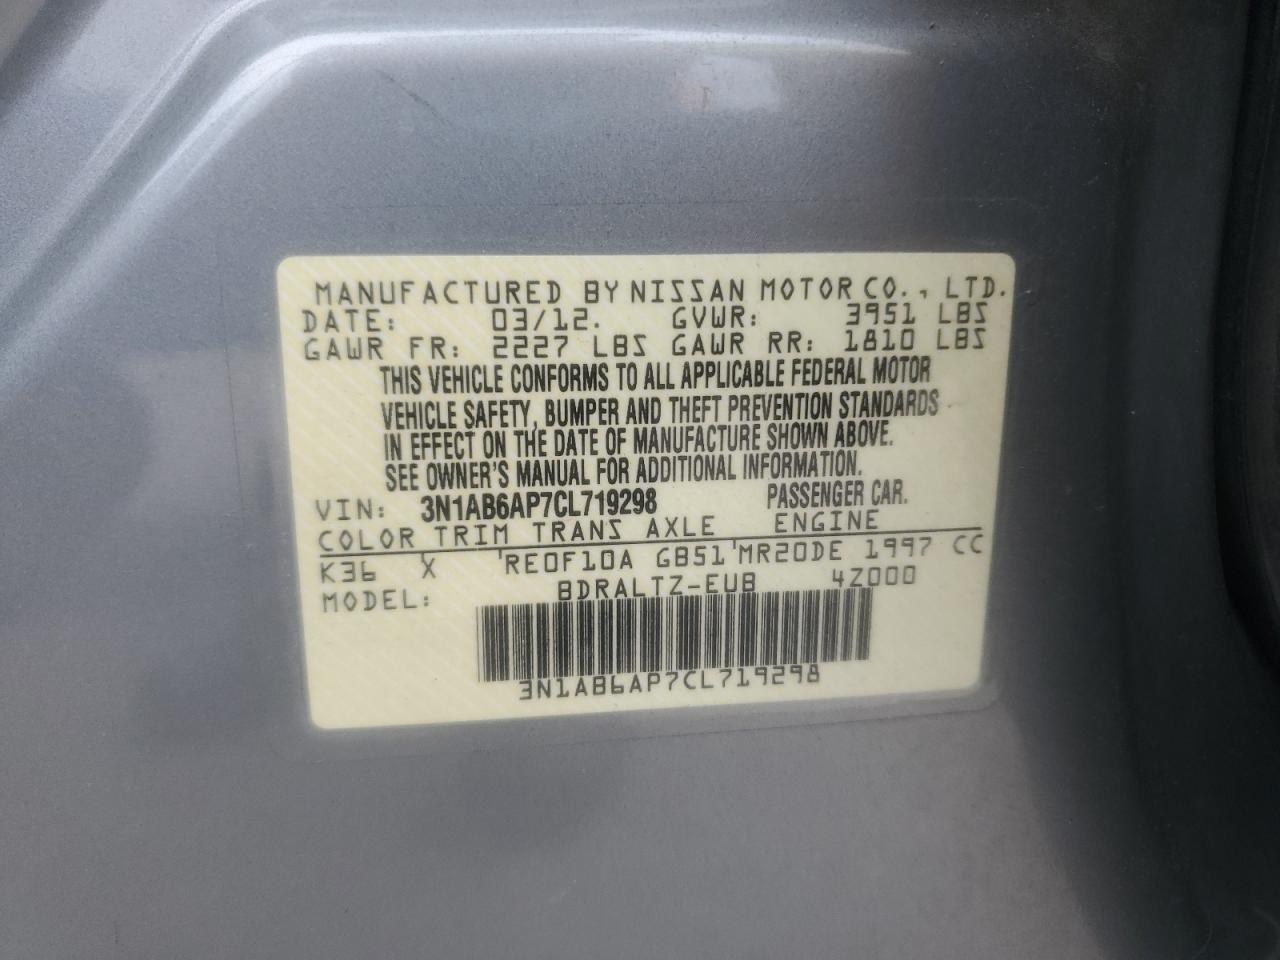 MANUFACTURED BY NISSAN MOTOR CO., LTD.
DATE: 03/12. GVWR: 3951 LBS
GAWR FR: 2227 LBS GAWR RR: 1810 LBS
THIS VEHICLE CONFORMS TO ALL APPLICABLE FEDERAL MOTOR
VEHICLE SAFETY, BUMPER AND THEFT PREVENTION STANDARDS
IN EFFECT ON THE DATE OF MANUFACTURE SHOWN ABOVE.
SEE OWNER'S MANUAL FOR ADDITIONAL INFORMATION.
VIN: 3N1AB6AP7CL719298 PASSENGER CAR.
COLOR TRIM TRANS AXLE ENGINE
K36 X RE0F10A GB51 MR20DE 1997 CC
MODEL: BDRALTZ-EUB 4Z000
3N1AB6AP7CL719298